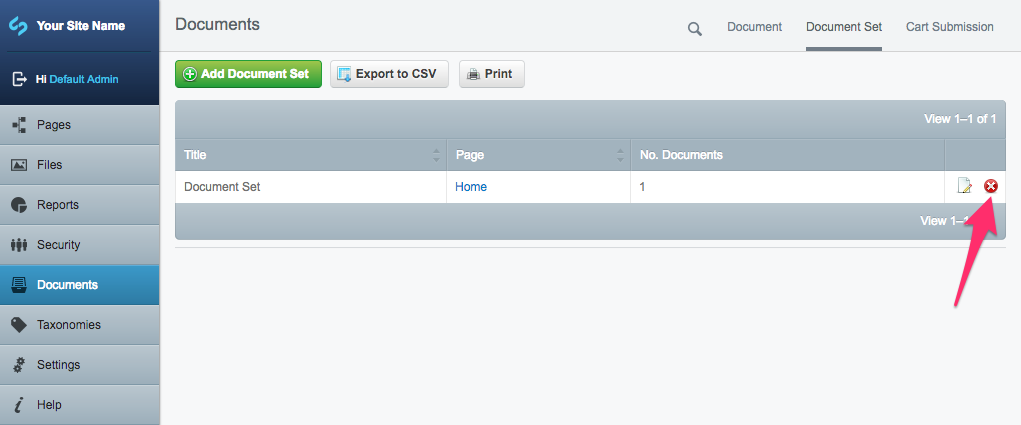 Your Site Name
Hi Default Admin
Pages
Files
Reports
Security
Documents
Taxonomies
Settings
Help
Documents
Document Document Set Cart Submission
Add Document Set Export to CSV Print
View 1–1 of 1
Title Page No. Documents
Document Set Home 1
View 1–